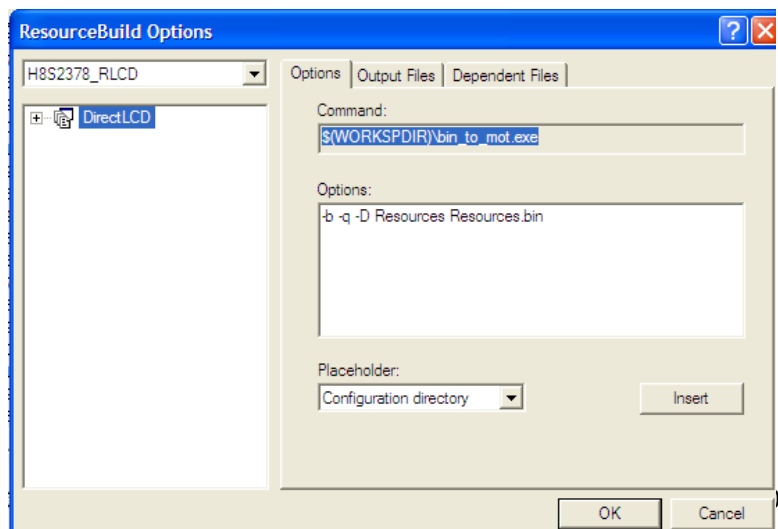 ResourceBuild Options
H8S2378_RLCD
DirectLCD
Options
Output Files
Dependent Files
Command:
$(WORKSPDIR)\bin_to_mot.exe
Options:
-b -q -D Resources Resources.bin
Placeholder:
Configuration directory
Insert
OK
Cancel